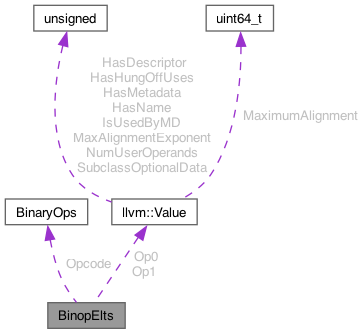 unsigned
uint64_t
HasDescriptor
HasHungOffUses
HasMetadata
HasName
IsUsedByMD
MaxAlignmentExponent
NumUserOperands
SubclassOptionalData
MaximumAlignment
BinaryOps
llvm::Value
Opcode
Op0
Op1
BinopElts